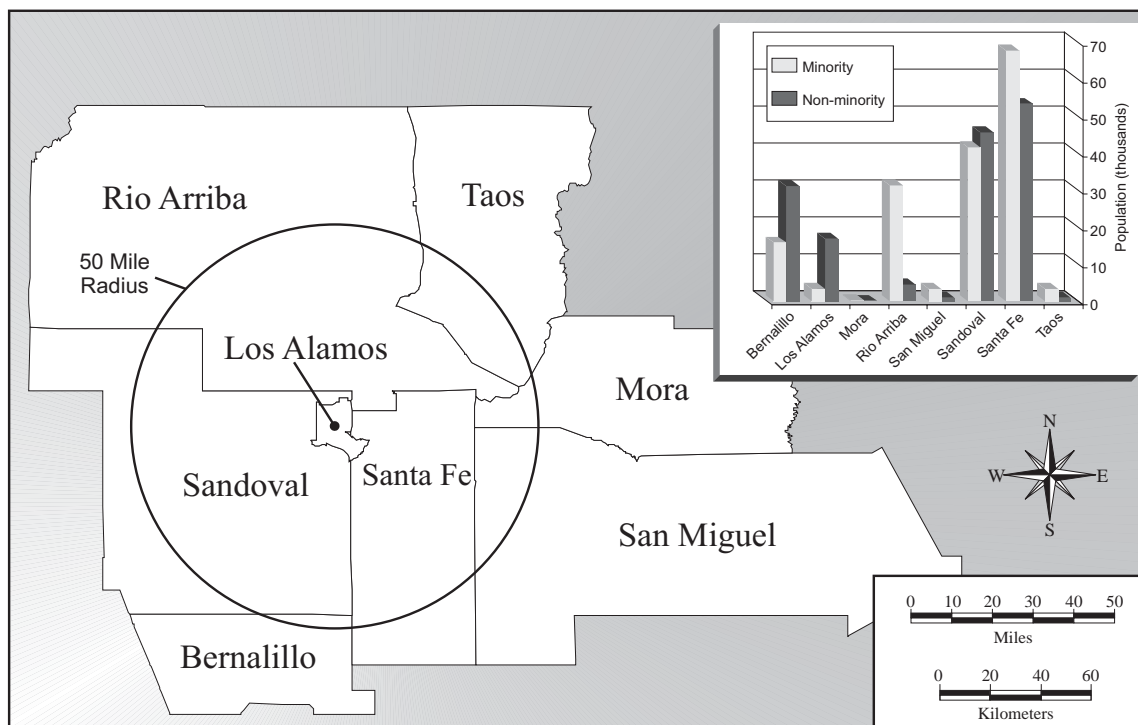 Rio Arriba
Taos
50 Mile
Radius
Los Alamos
Mora
Sandoval
Santa Fe
San Miguel
Bernalillo
Minority
Non-minority
70
60
50
40
30
20
10
0
Population (thousands)
Bernalillo
Los Alamos
Mora
Rio Arriba
San Miguel
Sandoval
Santa Fe
Taos
N
W E
S
0 10 20 30 40 50
Miles
0 20 40 60
Kilometers